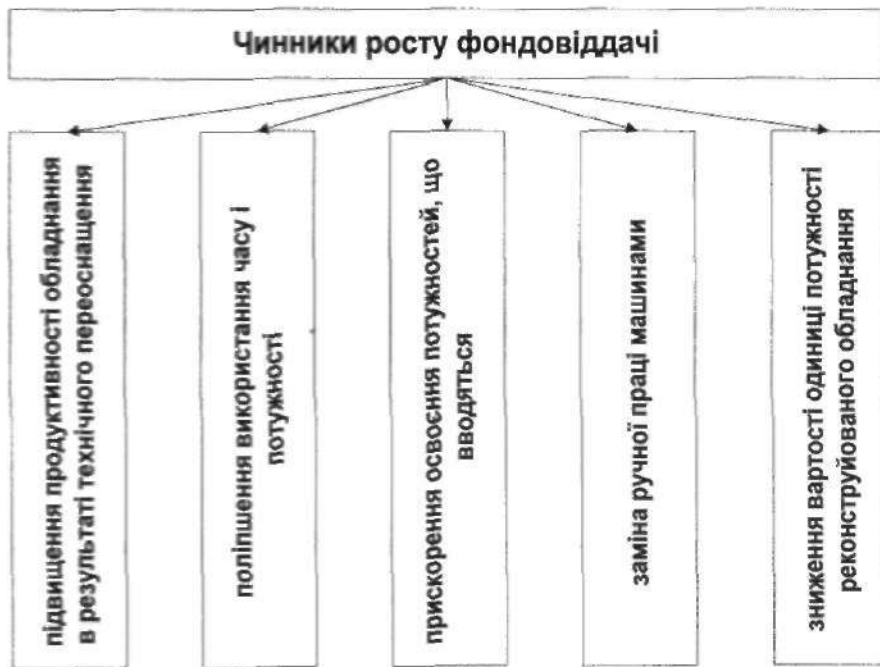 Чинники росту фондовіддачі
підвищення продуктивності обладнання
в результаті технічного переоснащення
поліпшення використання часу і
потужності
прискорення освоєння потужностей, що
вводяться
заміна ручної праці машинами
зниження вартості одиниці потужності
реконструйованого обладнання